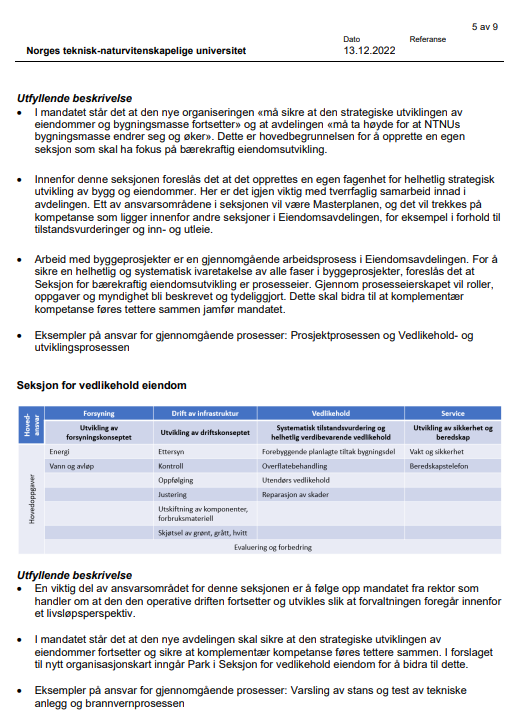 5 av 9
Dato Referanse
Norges teknisk-naturvitenskapelige universitet 13.12.2022
Utfyllende beskrivelse
• I mandatet står det at den nye organiseringen «må sikre at den strategiske utviklingen av
eiendommer og bygningsmasse fortsetter» og at avdelingen «må ta høyde for at NTNUs
bygningsmasse endrer seg og øker». Dette er hovedbegrunnelsen for å opprette en egen
seksjon som skal ha fokus på bærekraftig eiendomsutvikling.
• Innenfor denne seksjonen foreslås det at det opprettes en egen fagenhet for helhetlig strategisk
utvikling av bygg og eiendommer. Her er det igjen viktig med tverrfaglig samarbeid innad i
avdelingen. Ett av ansvarsområdene i seksjonen vil være Masterplanen, og det vil trekkes på
kompetanse som ligger innenfor andre seksjoner i Eiendomsavdelingen, for eksempel i forhold til
tilstandsvurderinger og inn- og utleie.
• Arbeid med byggeprosjekter er en gjennomgående arbeidsprosess i Eiendomsavdelingen. For å
sikre en helhetlig og systematisk ivaretakelse av alle faser i byggeprosjekter, foreslås det at
Seksjon for bærekraftig eiendomsutvikling er prosesseier. Gjennom prosesseierskapet vil roller,
oppgaver og myndighet bli beskrevet og tydeliggjort. Dette skal bidra til at komplementær
kompetanse føres tettere sammen jamfør mandatet.
• Eksempler på ansvar for gjennomgående prosesser: Prosjektprosessen og Vedlikehold- og
utviklingsprosessen
Seksjon for vedlikehold eiendom
Hoved-
ansvar
Forsyning Drift av infrastruktur Vedlikehold Service
Utvikling av
forsyningskonseptet
Utvikling av driftskonseptet
Systematisk tilstandsvurdering og
helhetlig verdibevarende vedlikehold
Utvikling av sikkerhet og
beredskap
Hovedoppgaver
Energi Ettersyn Forebyggende planlagte tiltak bygningsdel Vakt og sikkerhet
Vann og avløp Kontroll Overflatebehandling Beredskapstelefon
Oppfølging Utendørs vedlikehold
Justering Reparasjon av skader
Utskiftning av komponenter,
forbruksmateriell
Skjøtsel av grønt, grått, hvitt
Evaluering og forbedring
Utfyllende beskrivelse
• En viktig del av ansvarsområdet for denne seksjonen er å følge opp mandatet fra rektor som
handler om at den den operative driften fortsetter og utvikles slik at forvaltningen foregår innenfor
et livsløpsperspektiv.
• I mandatet står det at den nye avdelingen skal sikre at den strategiske utviklingen av
eiendommer fortsetter og sikre at komplementær kompetanse føres tettere sammen. I forslaget
til nytt organisasjonskart inngår Park i Seksjon for vedlikehold eiendom for å bidra til dette.
• Eksempler på ansvar for gjennomgående prosesser: Varsling av stans og test av tekniske
anlegg og brannvernprosessen